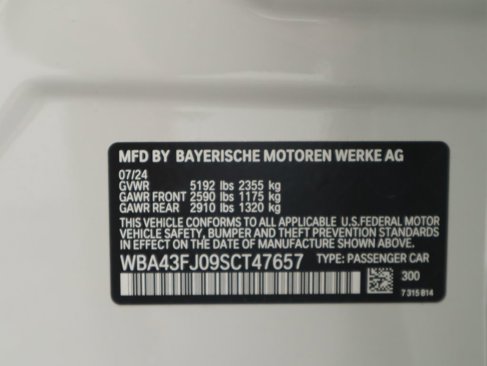 MFD BY BAYERISCHE MOTOREN WERKE AG
07/24
GVWR 5192 lbs 2355 kg
GAWR FRONT 2590 lbs 1175 kg
GAWR REAR 2910 lbs 1320 kg
THIS VEHICLE CONFORMS TO ALL APPLICABLE U.S.FEDERAL MOTOR
VEHICLE SAFETY, BUMPER AND THEFT PREVENTION STANDARDS
IN EFFECT ON THE DATE OF MANUFACTURE SHOWN ABOVE.
WBA43FJ09SCT47657 TYPE: PASSENGER CAR
300
7 315 814